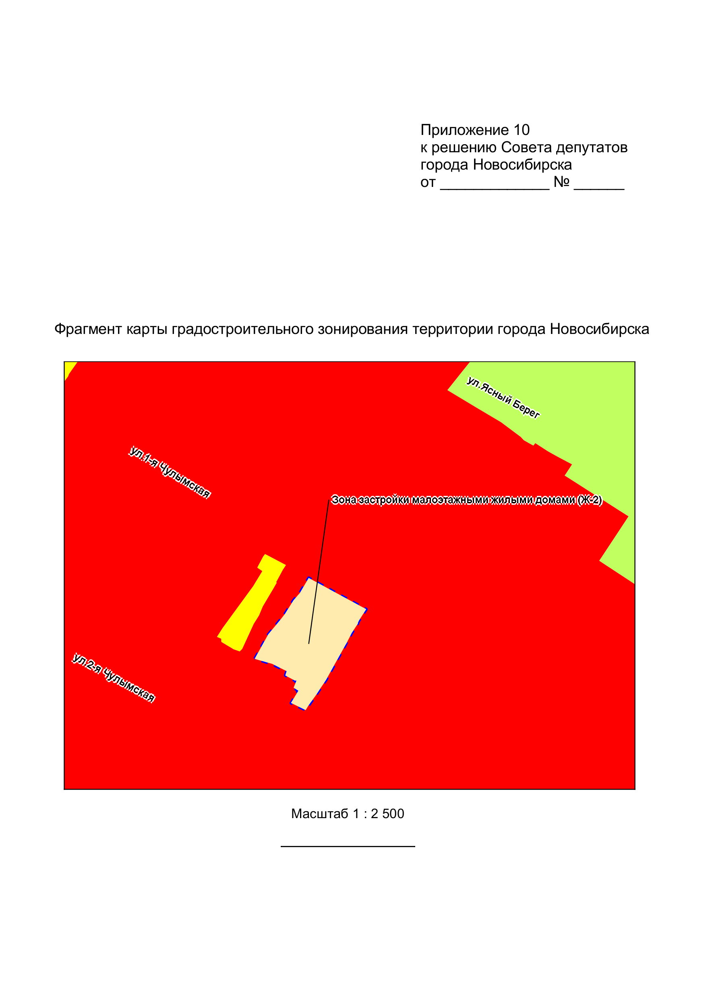 Приложение 10
к решению Совета депутатов
города Новосибирска
от _____________ № ______
Фрагмент карты градостроительного зонирования территории города Новосибирска
ул.Ясный Берег
ул.1-я Чулымская
Зона застройки малоэтажными жилыми домами (Ж-2)
ул.2-я Чулымская
Масштаб 1 : 2 500